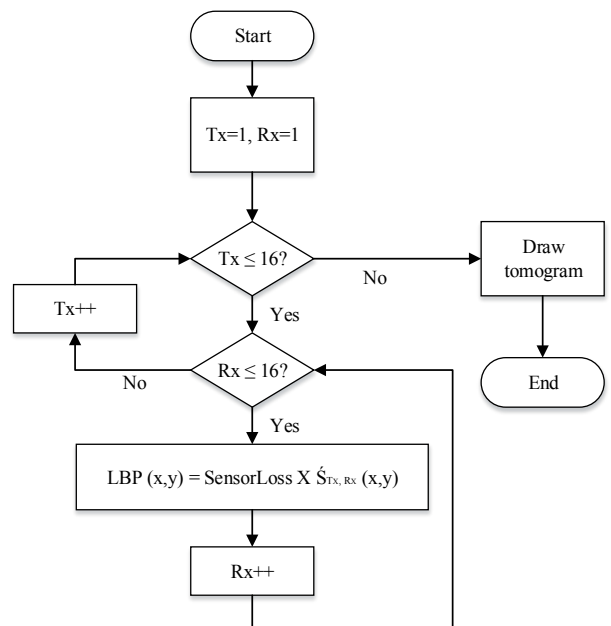 Start
Tx=1, Rx=1
Tx ≤ 16?
No
Draw
tomogram
Tx++
Yes
Rx ≤ 16?
No
End
Yes
LBP (x,y) = SensorLoss X ŚTx, Rx (x,y)
Rx++